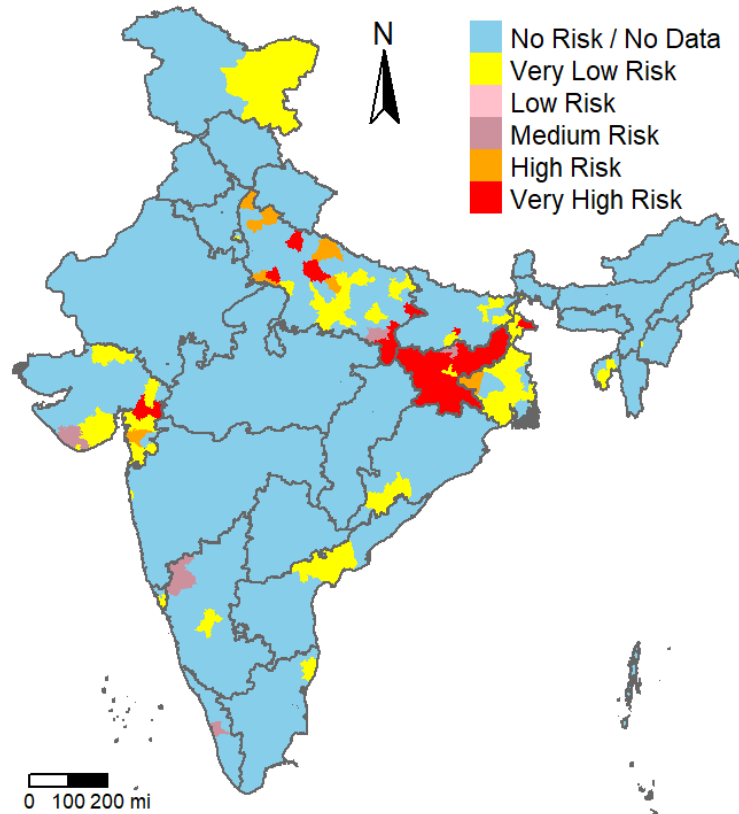 N
No Risk / No Data
Very Low Risk
Low Risk
Medium Risk
High Risk
Very High Risk
0 100 200 mi